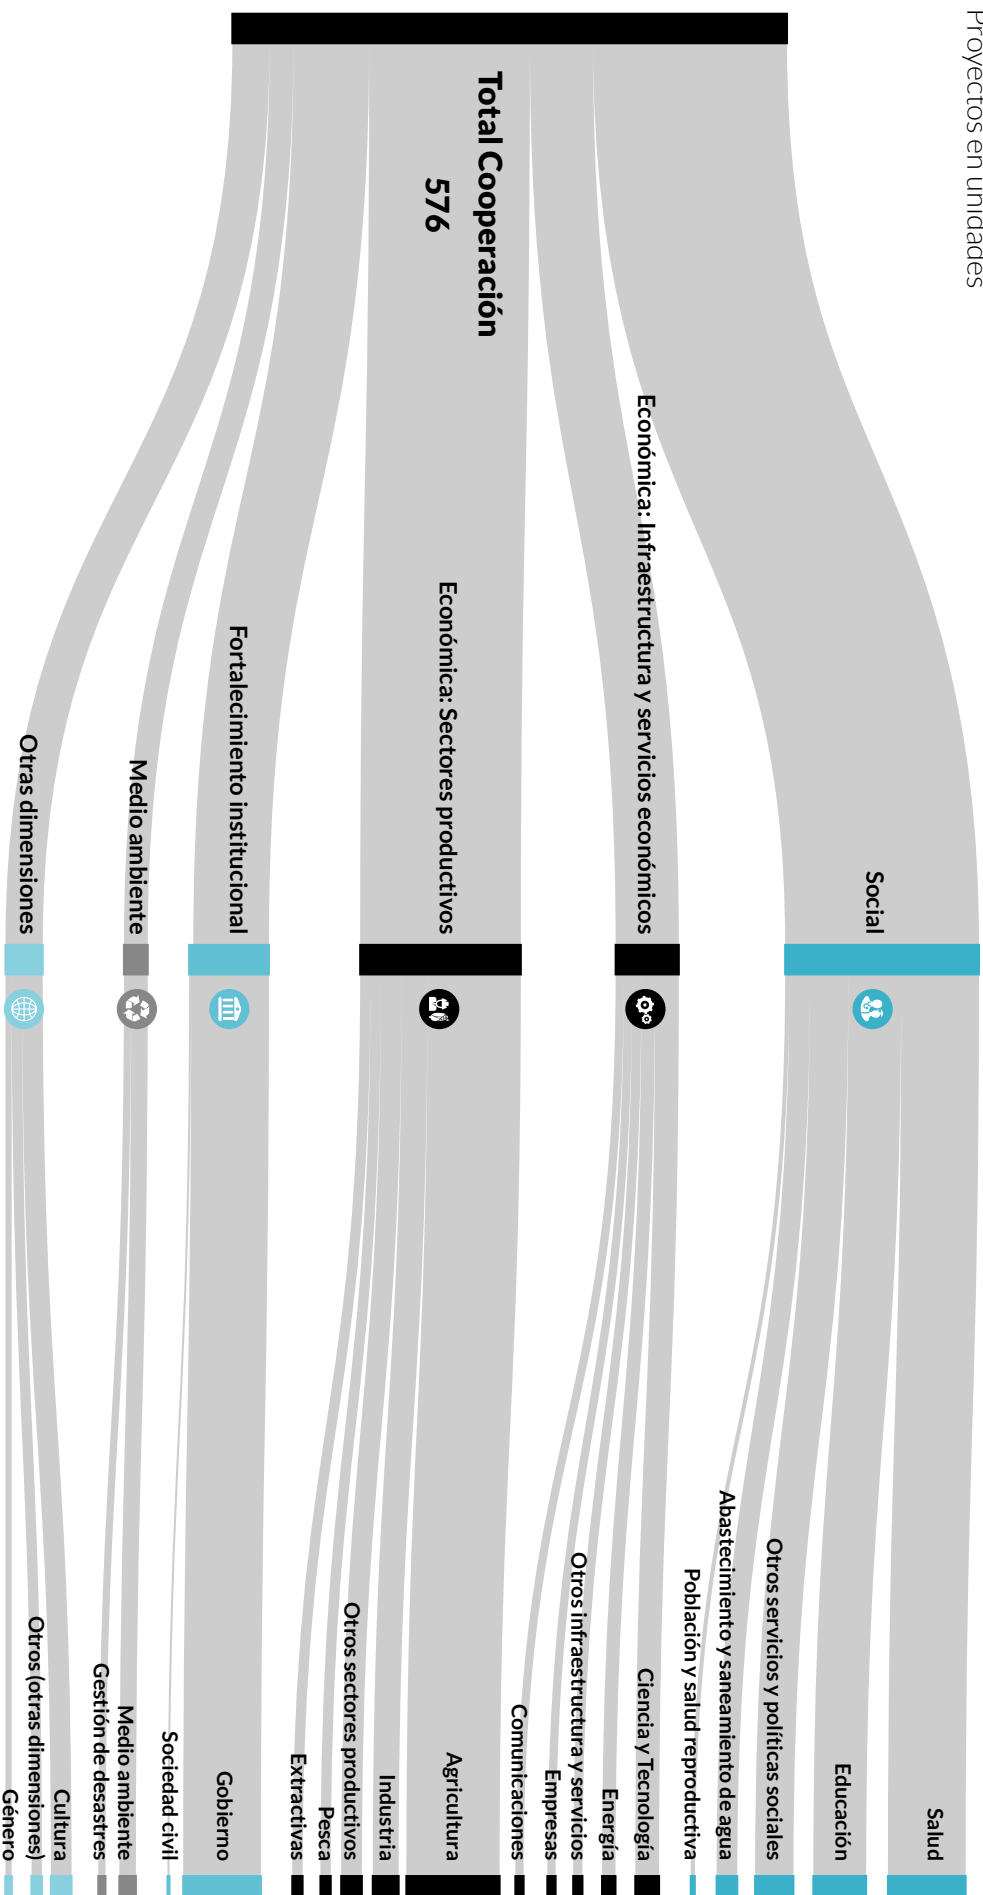 Proyectos en unidades
Total Cooperación
576
Social
Económica: Infraestructura y servicios económicos
Económica: Sectores productivos
Fortalecimiento institucional
Medio ambiente
Otras dimensiones
Salud
Educación
Otros servicios y políticas sociales
Abastecimiento y saneamiento de agua
Población y salud reproductiva
Ciencia y Tecnología
Energía
Otros infraestructura y servicios
Empresas
Comunicaciones
Agricultura
Industria
Otros sectores productivos
Pesca
Extractivas
Gobierno
Sociedad civil
Medio ambiente
Gestión de desastres
Cultura
Otros (otras dimensiones)
Género